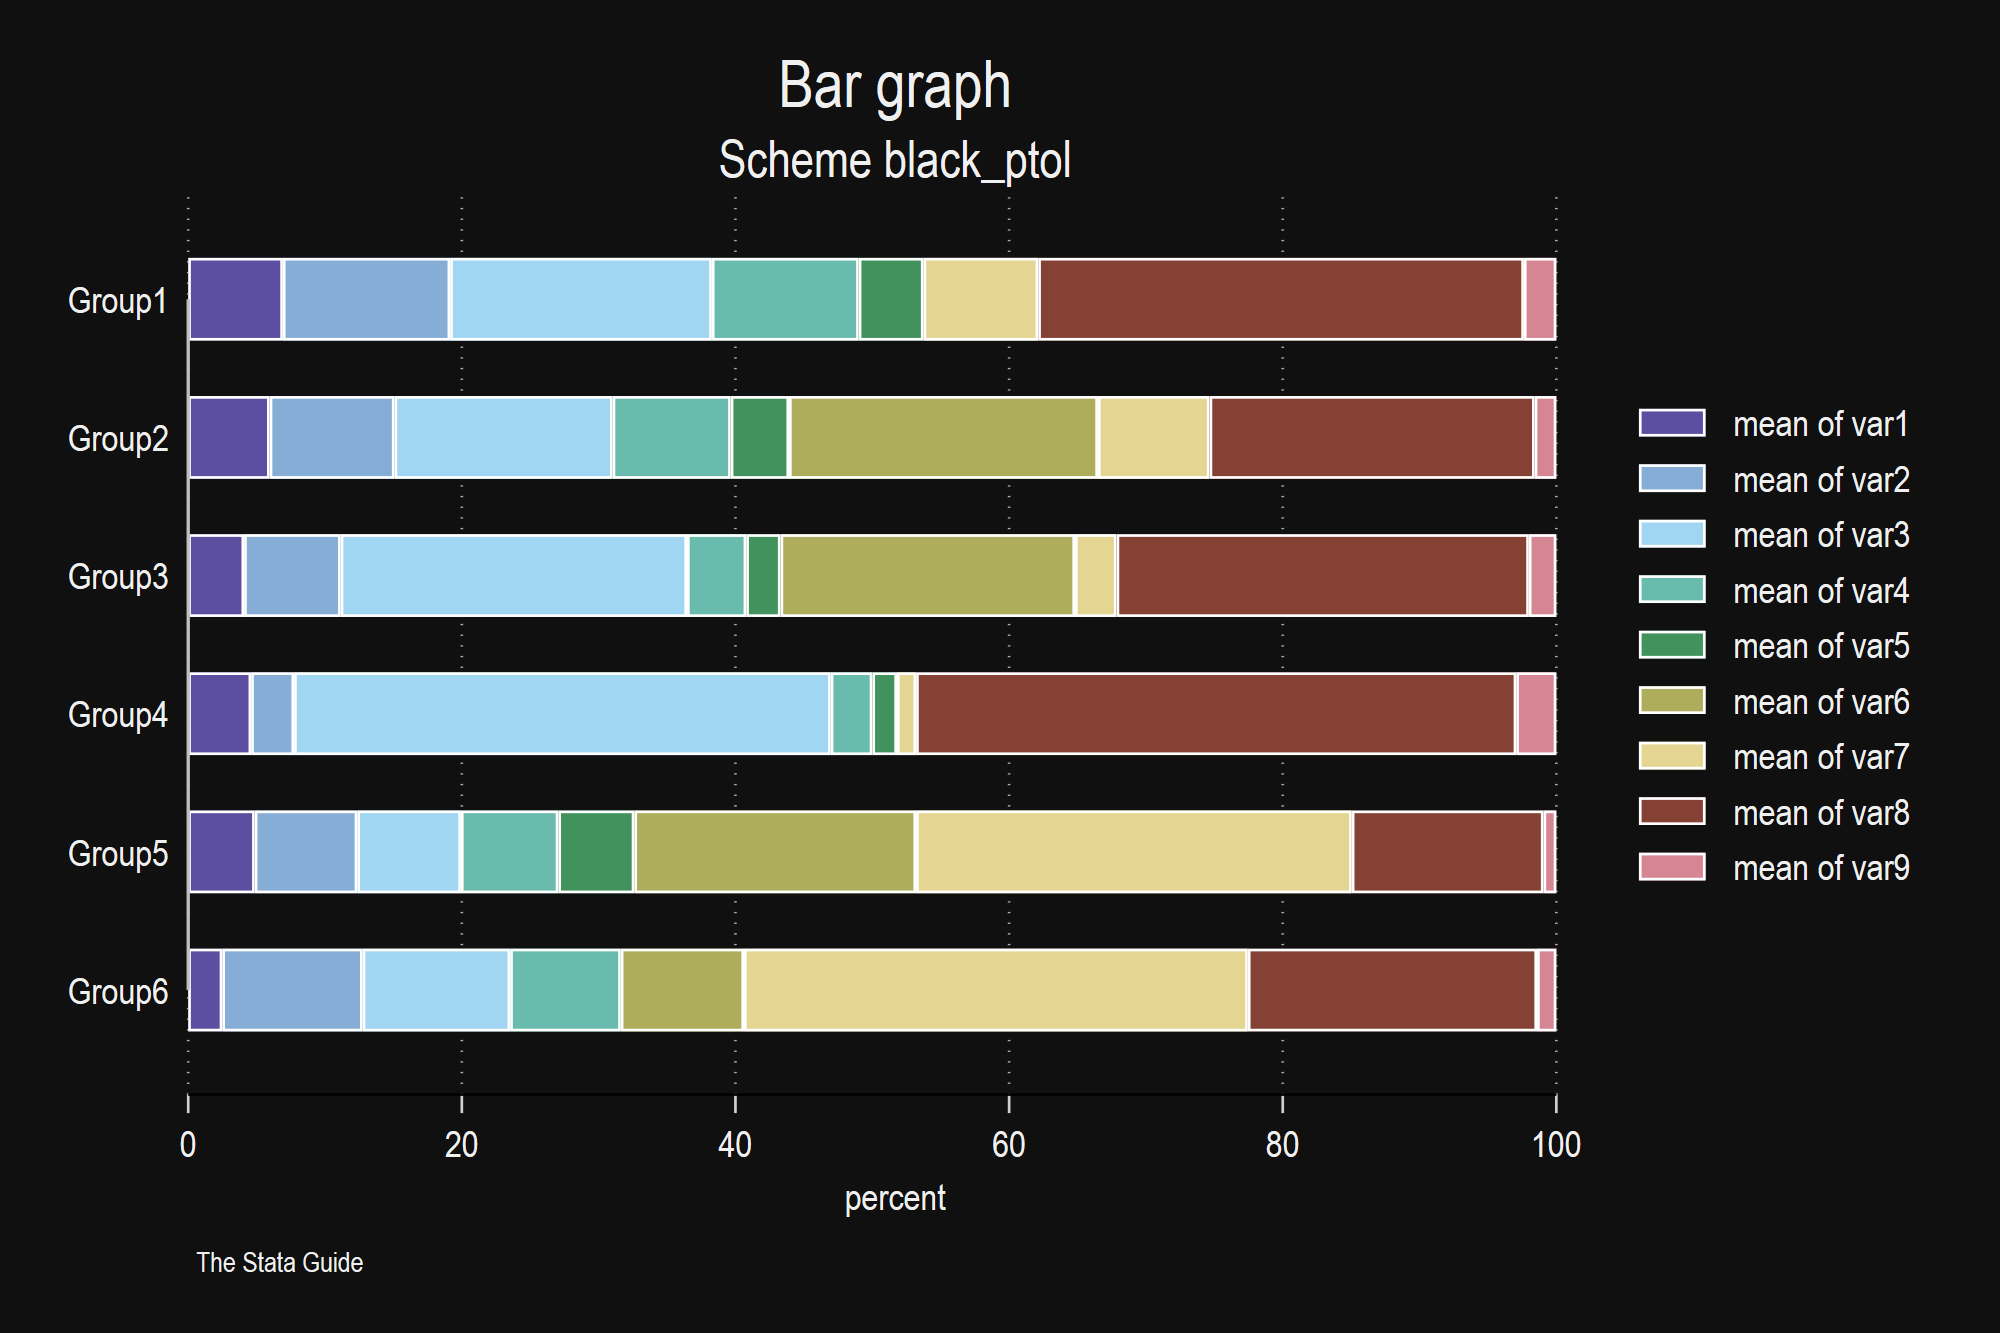 Bar graph
Scheme black_ptol
Group1
Group2
Group3
Group4
Group5
Group6
0 20 40 60 80 100
percent
mean of var1
mean of var2
mean of var3
mean of var4
mean of var5
mean of var6
mean of var7
mean of var8
mean of var9
The Stata Guide